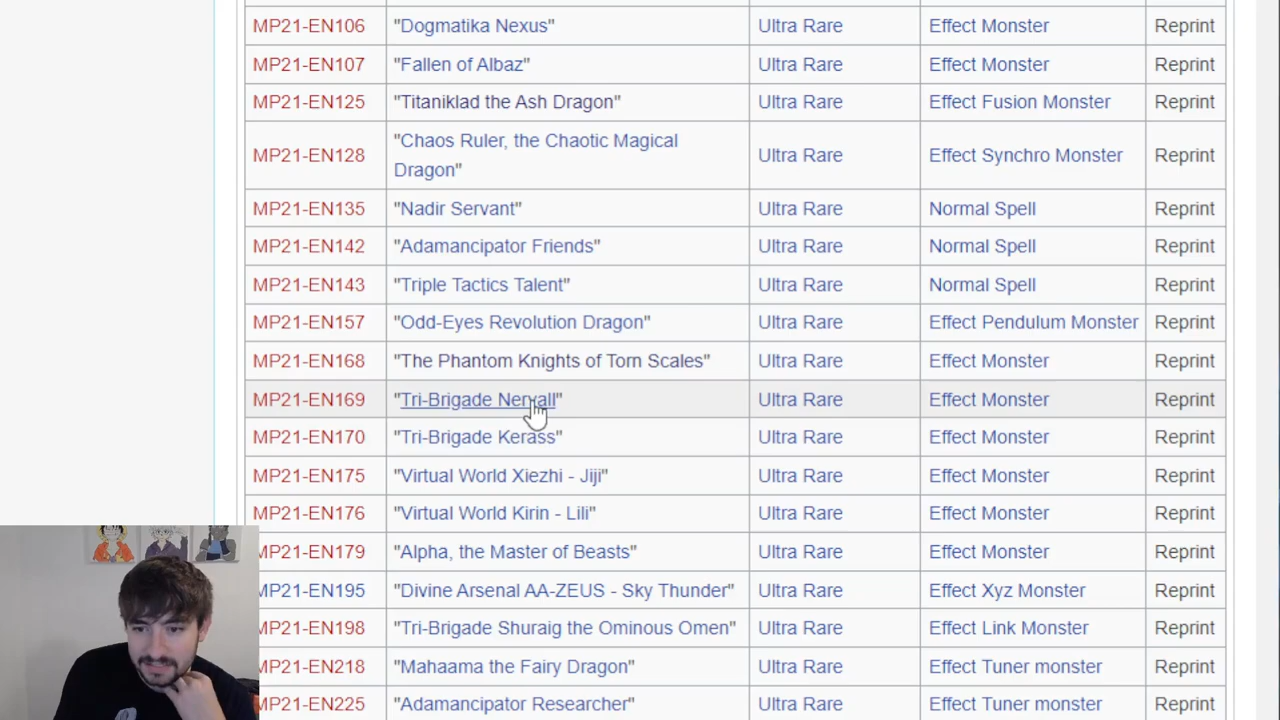 MP21-EN106 "Dogmatika Nexus" Ultra Rare Effect Monster Reprint
MP21-EN107 "Fallen of Albaz" Ultra Rare Effect Monster Reprint
MP21-EN125 "Titaniklad the Ash Dragon" Ultra Rare Effect Fusion Monster Reprint
MP21-EN128 "Chaos Ruler, the Chaotic Magical
Dragon" Ultra Rare Effect Synchro Monster Reprint
MP21-EN135 "Nadir Servant" Ultra Rare Normal Spell Reprint
MP21-EN142 "Adamancipator Friends" Ultra Rare Normal Spell Reprint
MP21-EN143 "Triple Tactics Talent" Ultra Rare Normal Spell Reprint
MP21-EN157 "Odd-Eyes Revolution Dragon" Ultra Rare Effect Pendulum Monster Reprint
MP21-EN168 "The Phantom Knights of Torn Scales" Ultra Rare Effect Monster Reprint
MP21-EN169 "Tri-Brigade Nervall" Ultra Rare Effect Monster Reprint
MP21-EN170 "Tri-Brigade Kerass" Ultra Rare Effect Monster Reprint
MP21-EN175 "Virtual World Xiezhi - Jiji" Ultra Rare Effect Monster Reprint
MP21-EN176 "Virtual World Kirin - Lili" Ultra Rare Effect Monster Reprint
MP21-EN179 "Alpha, the Master of Beasts" Ultra Rare Effect Monster Reprint
MP21-EN195 "Divine Arsenal AA-ZEUS - Sky Thunder" Ultra Rare Effect Xyz Monster Reprint
MP21-EN198 "Tri-Brigade Shuraig the Ominous Omen" Ultra Rare Effect Link Monster Reprint
MP21-EN218 "Mahaama the Fairy Dragon" Ultra Rare Effect Tuner monster Reprint
MP21-EN225 "Adamancipator Researcher" Ultra Rare Effect Tuner monster Reprint